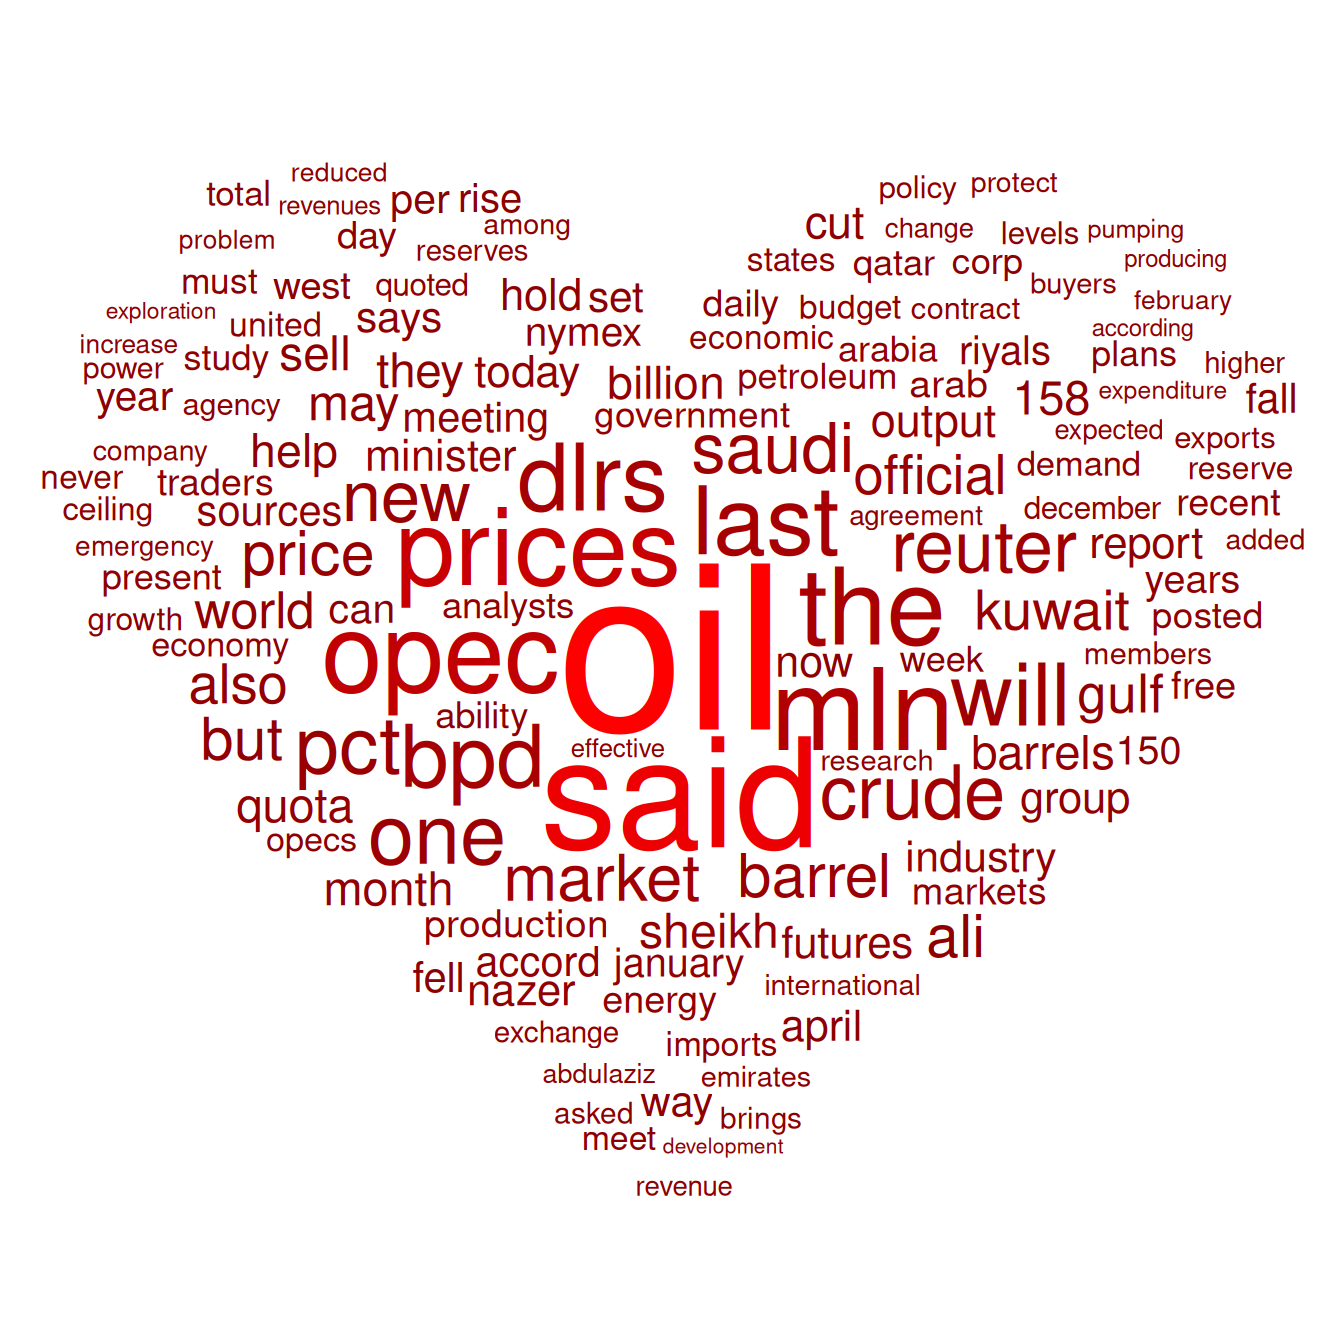 reduced
policy protect
total revenues per rise
cut change levels pumping
problem day among reserves
states qatar corp buyers producing
must west quoted hold set
daily budget contract february
exploration united says nymex
economic arabia riyals plans according
increase study sell
power they today billion petroleum arab 158 expenditure higher fall
year agency may meeting government
saudi output expected exports
company help minister dlrs official demand reserve
never traders new last
ceiling sources agreement december recent
emergency price prices reuter report added
present years
growth world can analysts oil the kuwait posted
economy opec now week members
also mln will gulf free
ability
but pct bpd effective research barrels 150
said crude group
quota
opecs one
market barrel industry
month markets
production sheikh futures ali
fell accord january
nazer energy international
exchange imports april
abdulaziz emirates
asked way brings
meet development
revenue